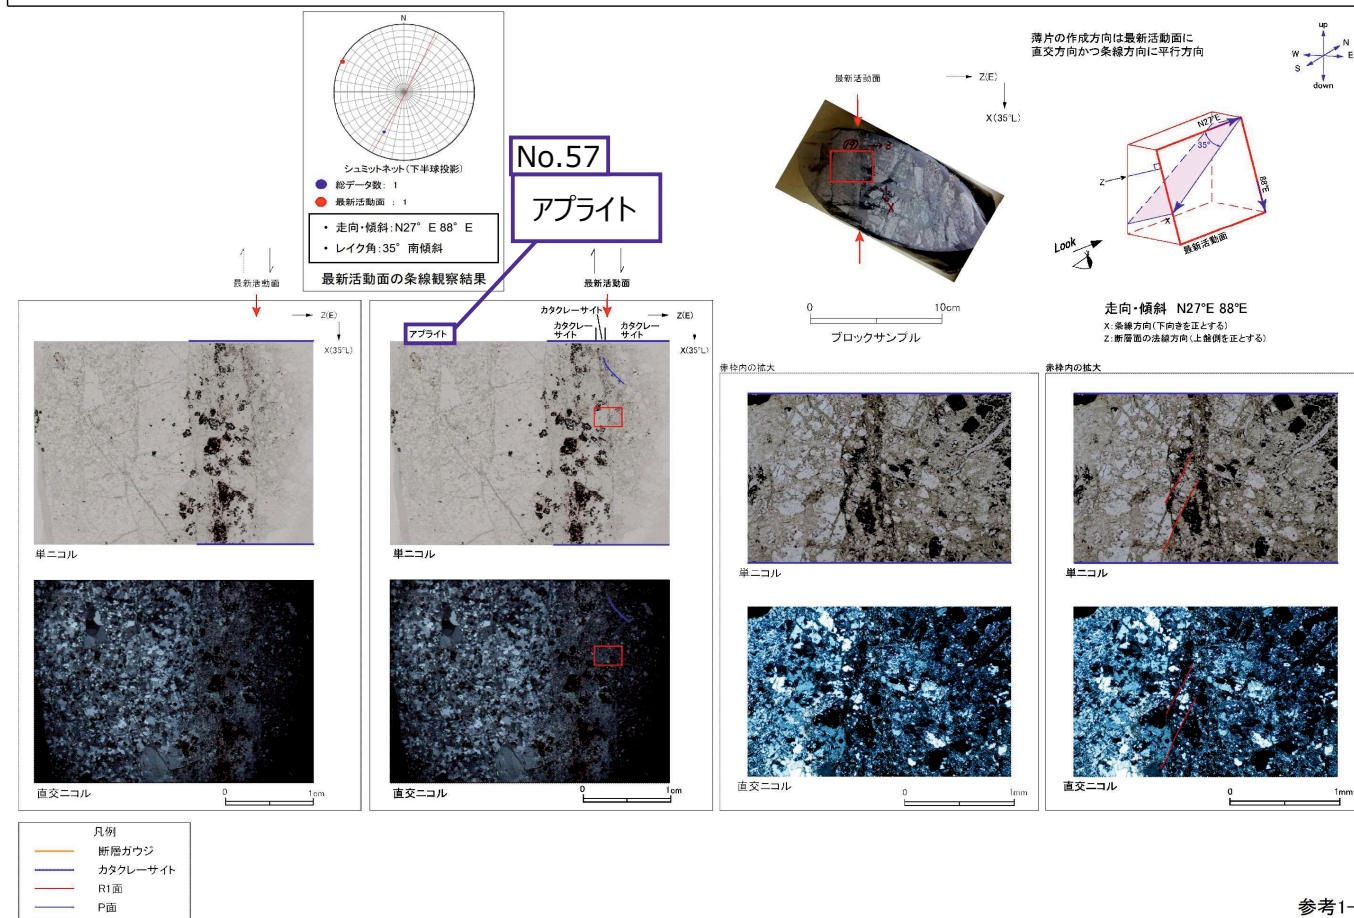 N
シュミットネット(下半球投影)
総データ数: 1
最新活動面 : 1
・ 走向・傾斜:N27° E 88° E
・ レイク角:35° 南傾斜
最新活動面の条線観察結果
No.57
アプライト
最新活動面
Z(E)
X(35°L)
0
10cm
ブロックサンプル
薄片の作成方向は最新活動面に
直交方向かつ条線方向に平行方向
up
N
W
E
S
down
N27°E
35°
88°E
Z
X
Look
最新活動面
走向・傾斜 N27°E 88°E
X:条線方向(下向きを正とする)
Z:断層面の法線方向(上盤側を正とする)
最新活動面
Z(E)
X(35°L)
単ニコル
直交ニコル
0
1cm
最新活動面
カタクレーサイト
アプライト
カタクレー
サイト
カタクレー
サイト
Z(E)
X(35°L)
単ニコル
直交ニコル
0
1cm
赤枠内の拡大
単ニコル
直交ニコル
0
1mm
赤枠内の拡大
単ニコル
直交ニコル
0
1mm
凡例
断層ガウジ
カタクレーサイト
R1面
P面
参考1-